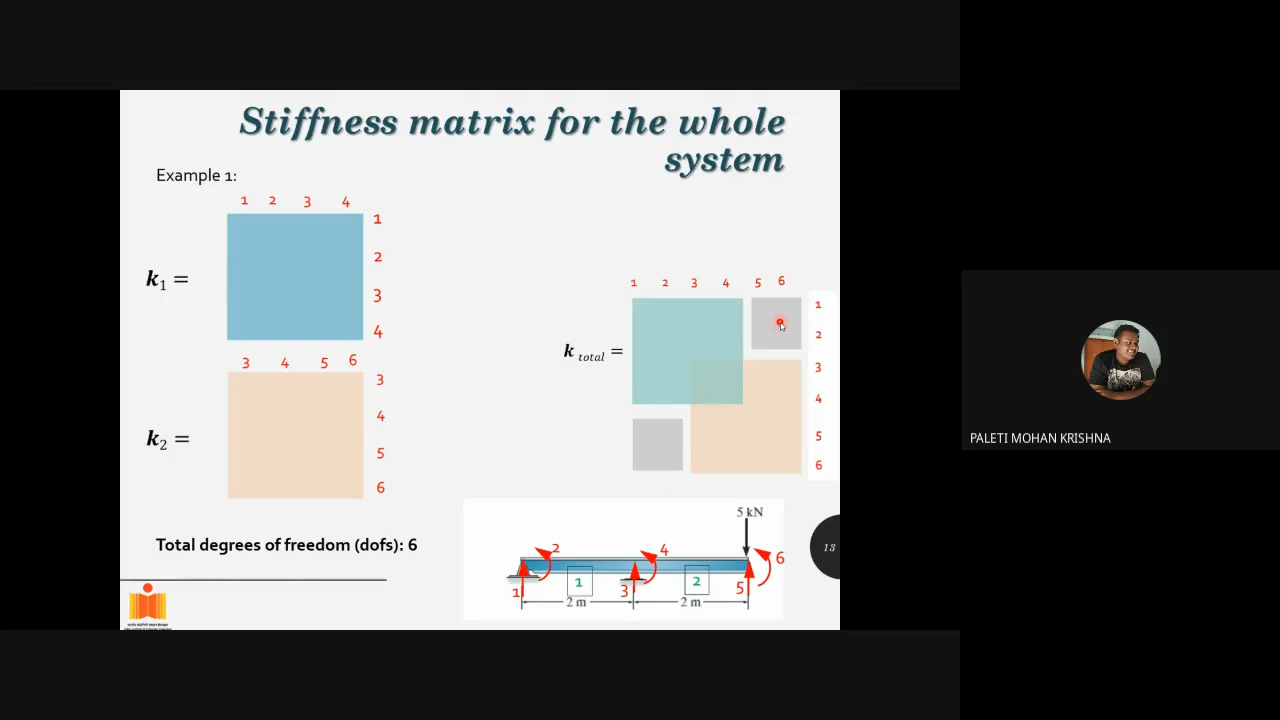 Stiffness matrix for the whole
system
Example 1:
1 2 3 4
1
2
3
4
k1 =
3 4 5 6
3
4
5
6
k2 =
1 2 3 4 5 6
1
2
3
4
5
6
k total =
Total degrees of freedom (dofs): 6
5 kN
2 4 6
1 3 5
1 2
2 m 2 m
13
PALETI MOHAN KRISHNA